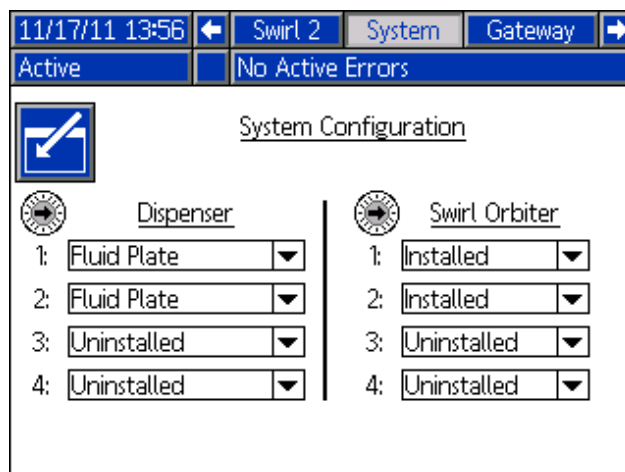 11/17/11 13:56 Swirl 2 System Gateway
Active No Active Errors
System Configuration
Dispenser Swirl Orbiter
1: Fluid Plate 1: Installed
2: Fluid Plate 2: Installed
3: Uninstalled 3: Uninstalled
4: Uninstalled 4: Uninstalled